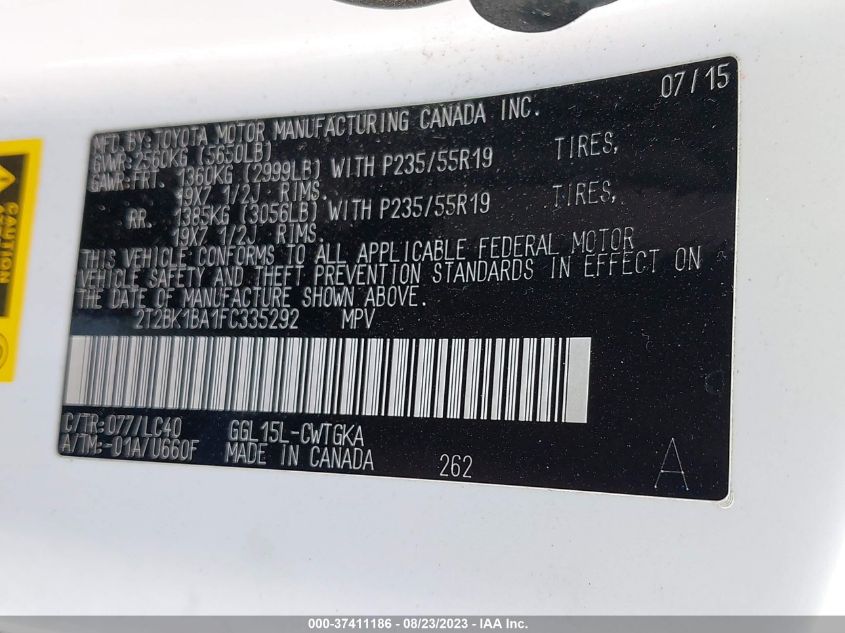 07/15
MFD.BY:TOYOTA MOTOR MANUFACTURING CANADA INC.
GVWR:2560KG (5650LB)
GAWR:FRT. 1360KG (2999LB) WITH P235/55R19 TIRES,
19X7 1/2J RIMS.
RR. 1385KG (3056LB) WITH P235/55R19 TIRES,
19X7 1/2J RIMS.
THIS VEHICLE CONFORMS TO ALL APPLICABLE FEDERAL MOTOR
VEHICLE SAFETY AND THEFT PREVENTION STANDARDS IN EFFECT ON
THE DATE OF MANUFACTURE SHOWN ABOVE.
2T2BK1BA1FC335292 MPV
C/TR:077/LC40 GGL15L-CWTGKA
A/TM:-01A/U660F MADE IN CANADA 262 A
CAUTION
000-37411186 - 08/23/2023 - IAA Inc.